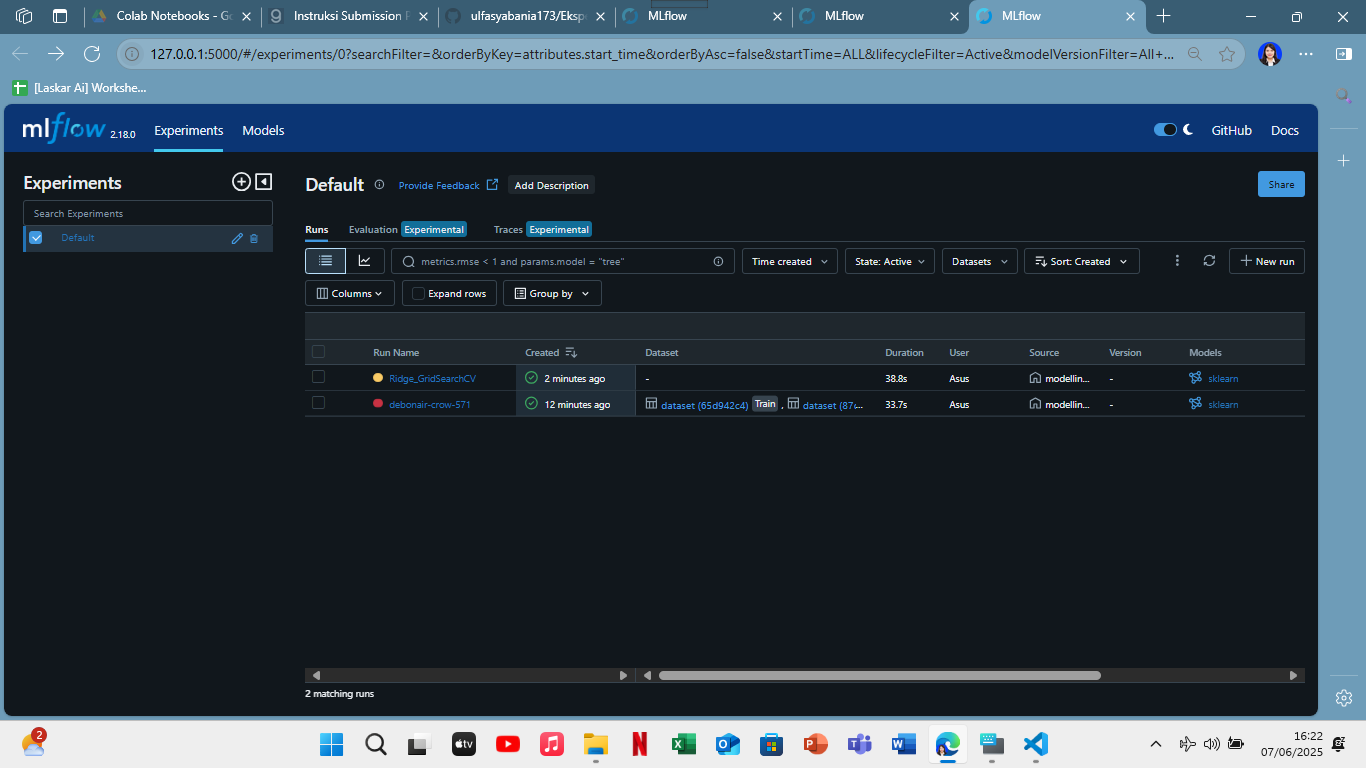 Colab Notebooks - Go
Instruksi Submission P
ulfasyabania173/Eksp
MLflow
MLflow
MLflow
127.0.0.1:5000/#/experiments/0?searchFilter=&orderByKey=attributes.start_time&orderByAsc=false&startTime=ALL&lifecycleFilter=Active&modelVersionFilter=All+...
[Laskar Ai] Workshe...
mlflow 2.18.0 Experiments Models GitHub Docs
Experiments
Search Experiments
Default
Default Provide Feedback Add Description Share
Runs Evaluation Experimental Traces Experimental
metrics.rmse < 1 and params.model = "tree" Time created State: Active Datasets Sort: Created New run
Columns Expand rows Group by
Run Name Created Dataset Duration User Source Version Models
Ridge_GridSearchCV 2 minutes ago - 38.8s Asus modellin... - sklearn
debonair-crow-571 12 minutes ago dataset (65d942c4) Train , dataset (87... 33.7s Asus modellin... - sklearn
2 matching runs
2
tv
16:22
07/06/2025